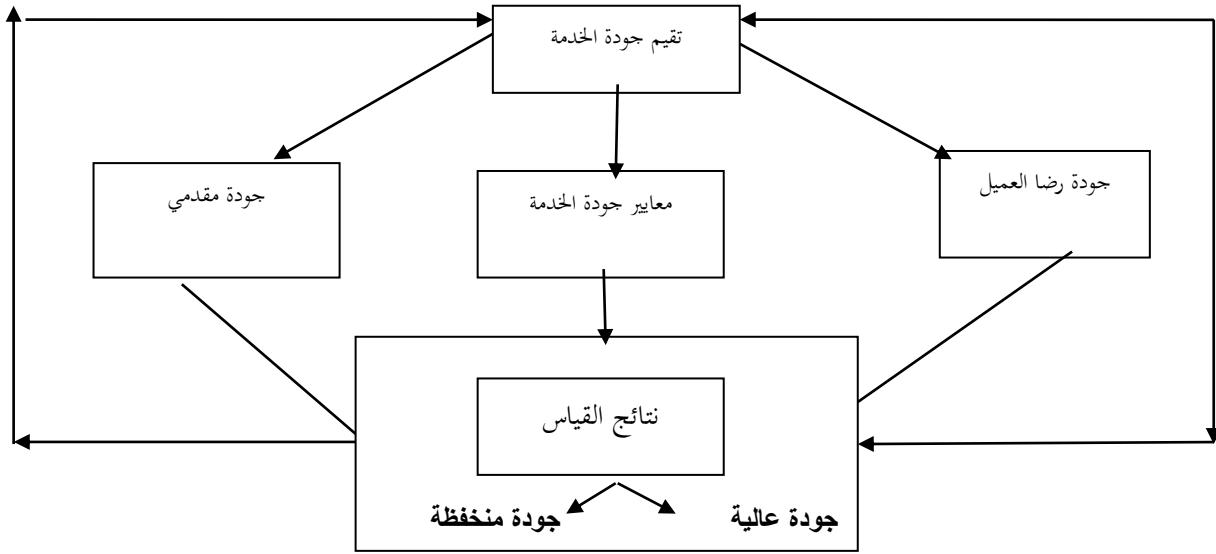 تقيم جودة الخدمة
جودة رضا العميل
معايير جودة الخدمة
جودة مقدمي
نتائج القياس
جودة عالية
جودة منخفظة